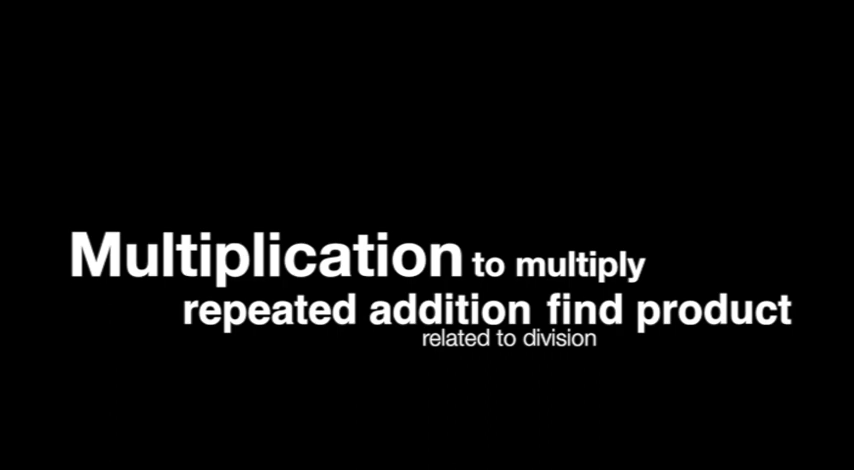 Multiplication to multiply
repeated addition find product
related to division